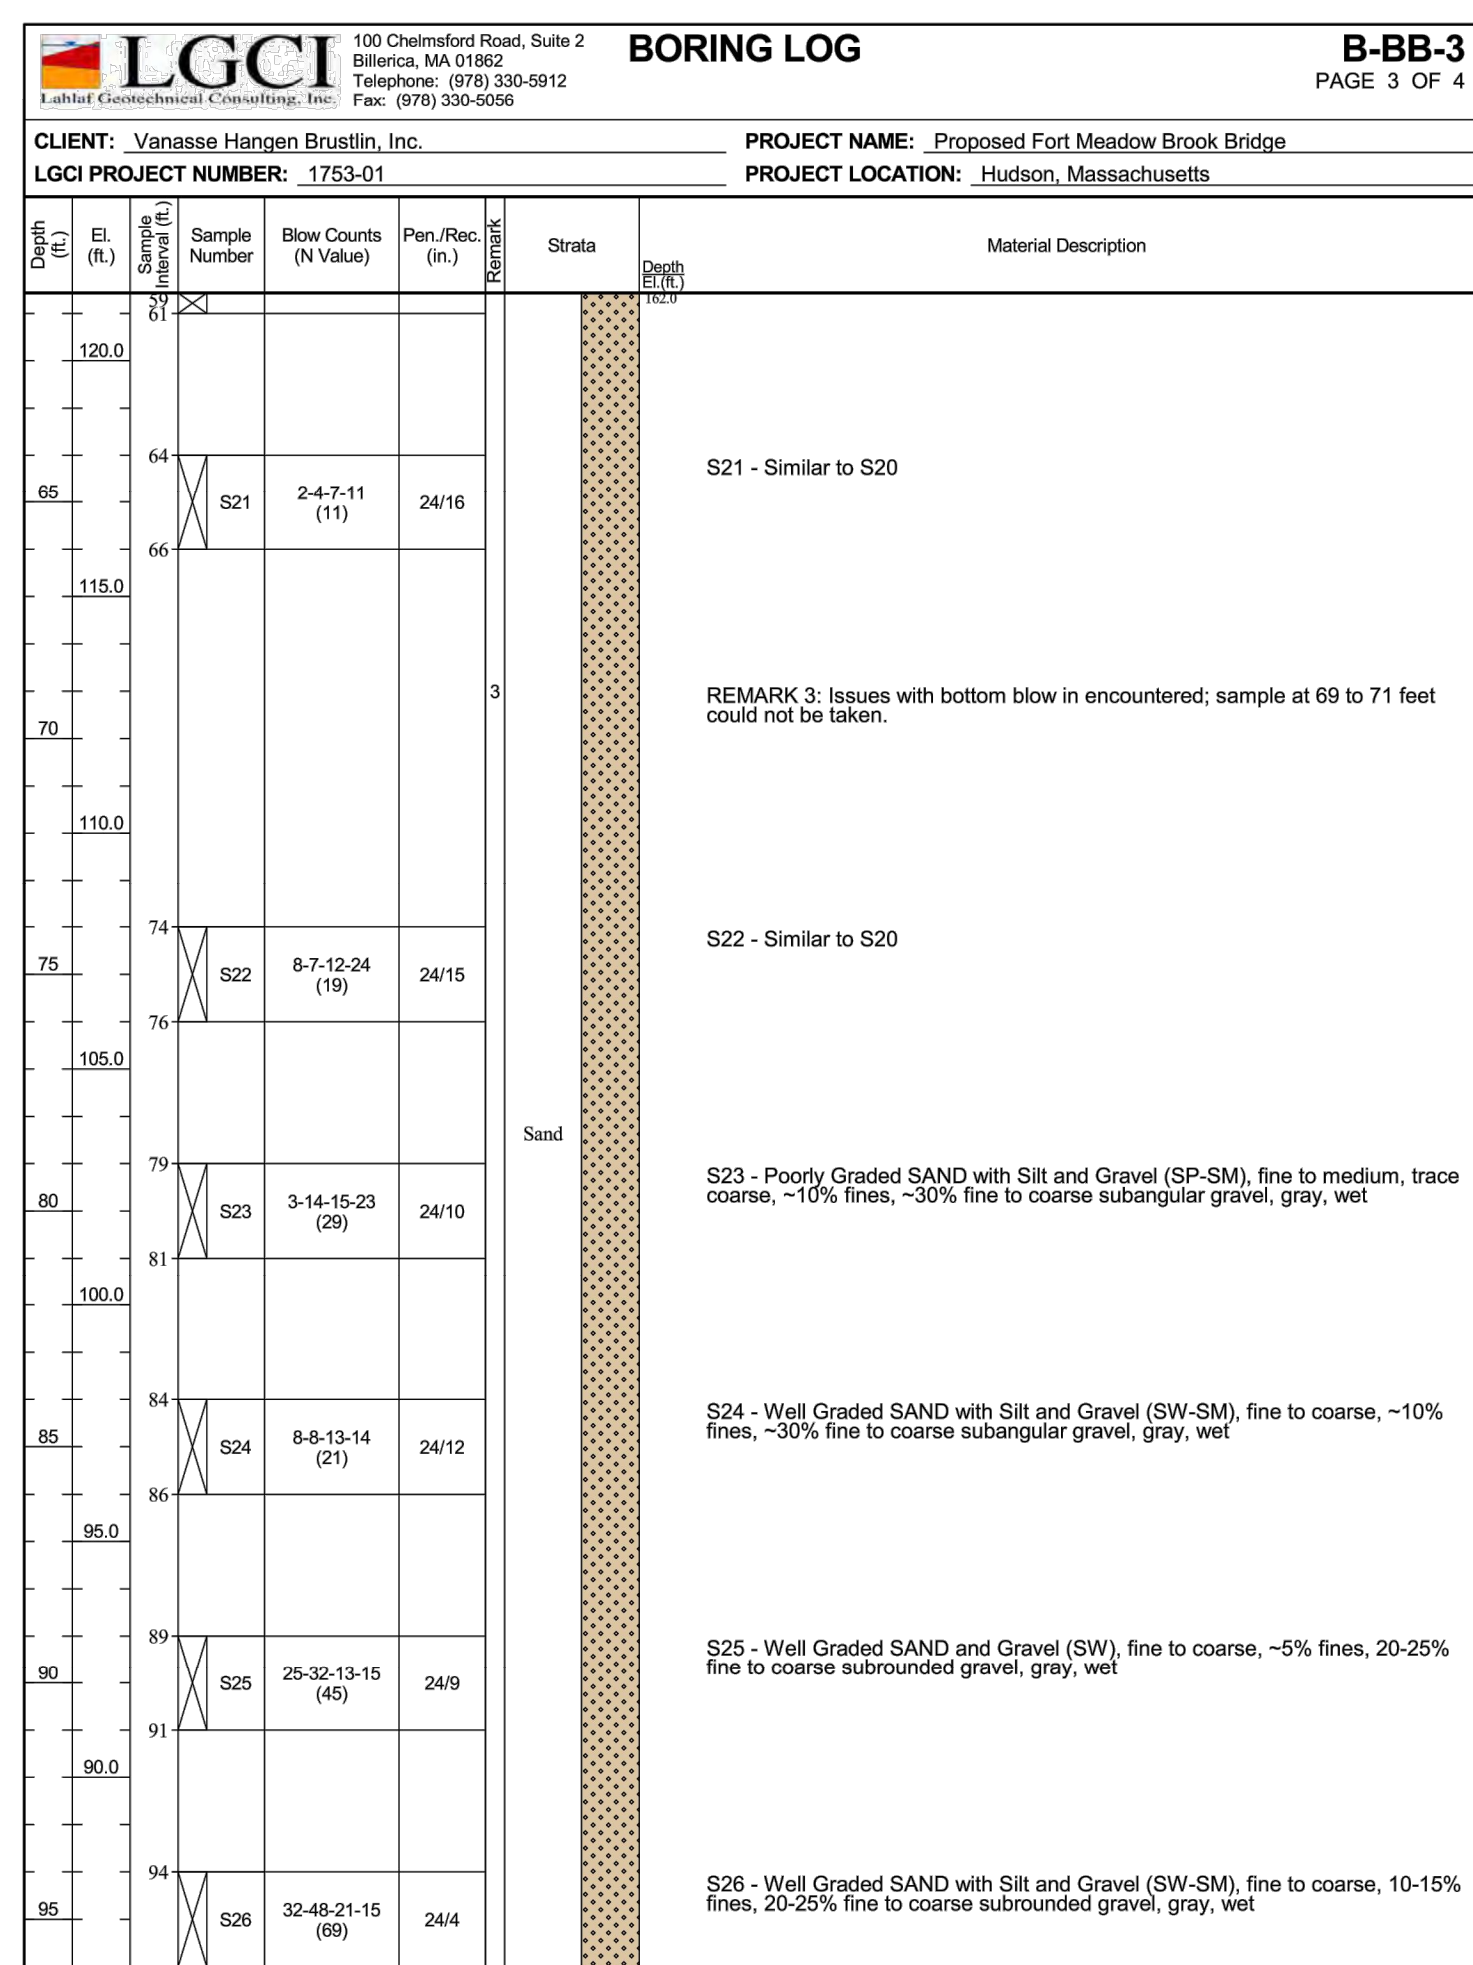 LGCI
Lahlaf Geotechnical Consulting, Inc.
100 Chelmsford Road, Suite 2
Billerica, MA 01862
Telephone: (978) 330-5912
Fax: (978) 330-5056
BORING LOG
B-BB-3
PAGE 3 OF 4
CLIENT: Vanasse Hangen Brustlin, Inc.
PROJECT NAME: Proposed Fort Meadow Brook Bridge
LGCI PROJECT NUMBER: 1753-01
PROJECT LOCATION: Hudson, Massachusetts
Depth (ft.)
El. (ft.)
Sample Interval (ft.)
Sample Number
Blow Counts (N Value)
Pen./Rec. (in.)
Remark
Strata
Depth
El.(ft.)
Material Description
59
162.0
61
120.0
64
S21 - Similar to S20
65
S21
2-4-7-11
(11)
24/16
66
115.0
3
REMARK 3: Issues with bottom blow in encountered; sample at 69 to 71 feet
could not be taken.
70
110.0
74
S22 - Similar to S20
75
S22
8-7-12-24
(19)
24/15
76
105.0
Sand
79
S23 - Poorly Graded SAND with Silt and Gravel (SP-SM), fine to medium, trace
coarse, ~10% fines, ~30% fine to coarse subangular gravel, gray, wet
80
S23
3-14-15-23
(29)
24/10
81
100.0
84
S24 - Well Graded SAND with Silt and Gravel (SW-SM), fine to coarse, ~10%
fines, ~30% fine to coarse subangular gravel, gray, wet
85
S24
8-8-13-14
(21)
24/12
86
95.0
89
S25 - Well Graded SAND and Gravel (SW), fine to coarse, ~5% fines, 20-25%
fine to coarse subrounded gravel, gray, wet
90
S25
25-32-13-15
(45)
24/9
91
90.0
94
S26 - Well Graded SAND with Silt and Gravel (SW-SM), fine to coarse, 10-15%
fines, 20-25% fine to coarse subrounded gravel, gray, wet
95
S26
32-48-21-15
(69)
24/4